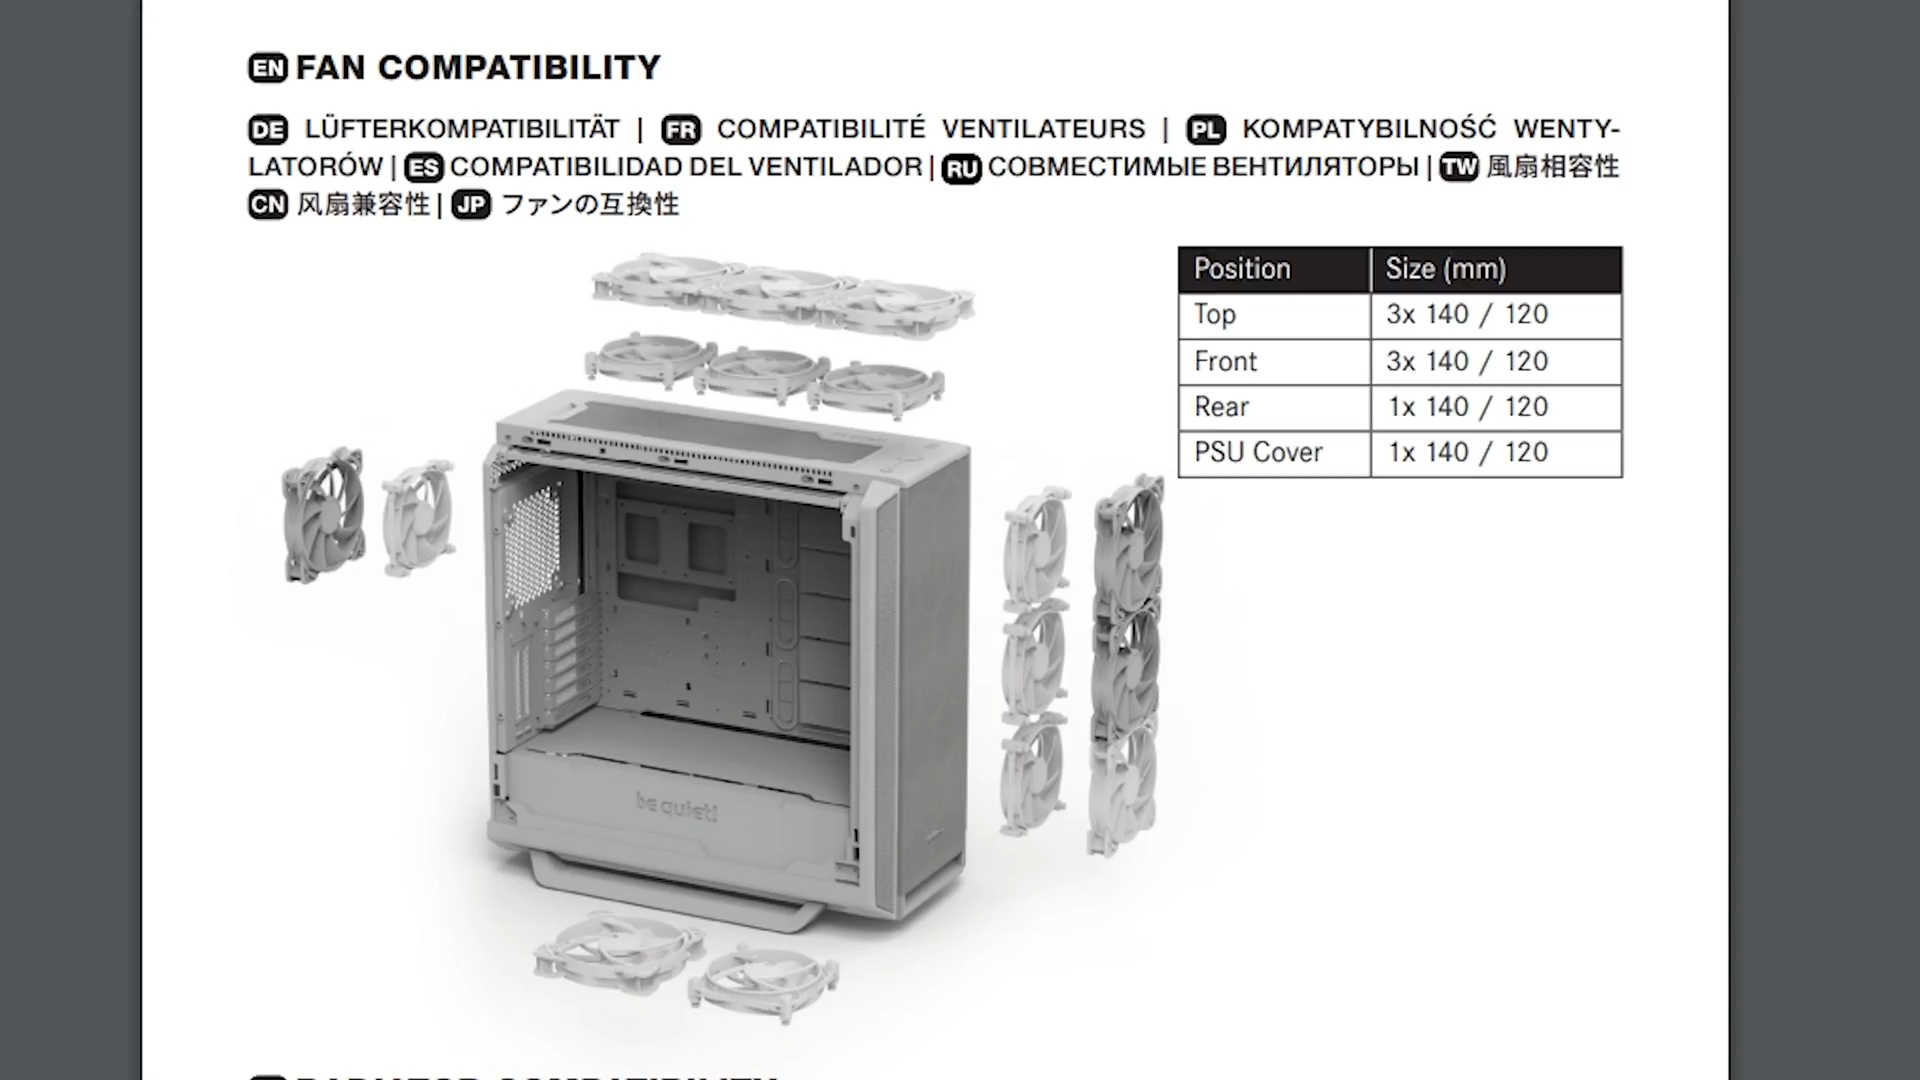 EN FAN COMPATIBILITY
DE LÜFTERKOMPATIBILITÄT | FR COMPATIBILITÉ VENTILATEURS | PL KOMPATYBILNOŚĆ WENTY-
LATORÓW | ES COMPATIBILIDAD DEL VENTILADOR | RU СОВМЕСТИМЫЕ ВЕНТИЛЯТОРЫ | TW 風扇相容性
CN 风扇兼容性 | JP ファンの互換性
Position Size (mm)
Top 3x 140 / 120
Front 3x 140 / 120
Rear 1x 140 / 120
PSU Cover 1x 140 / 120
be quiet!
RADIATOR COMPATIBILITY